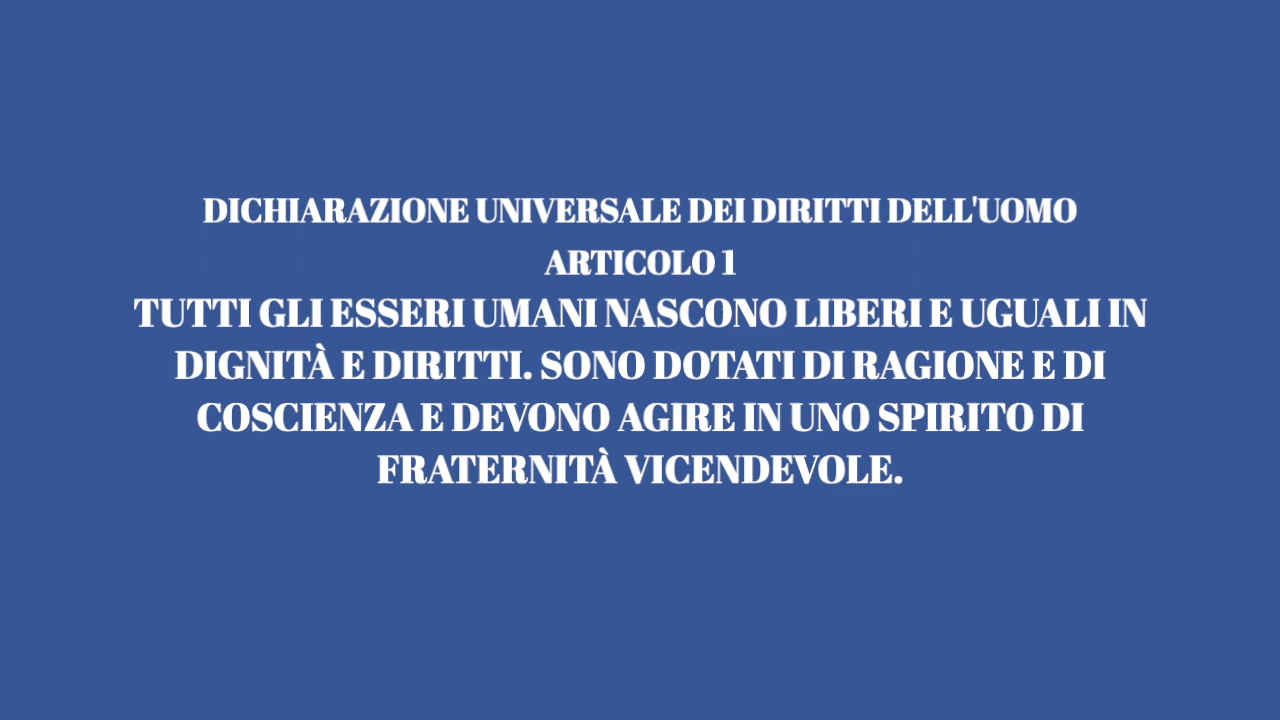 DICHIARAZIONE UNIVERSALE DEI DIRITTI DELL'UOMO
ARTICOLO 1
TUTTI GLI ESSERI UMANI NASCONO LIBERI E UGUALI IN
DIGNITÀ E DIRITTI. SONO DOTATI DI RAGIONE E DI
COSCIENZA E DEVONO AGIRE IN UNO SPIRITO DI
FRATERNITÀ VICENDEVOLE.